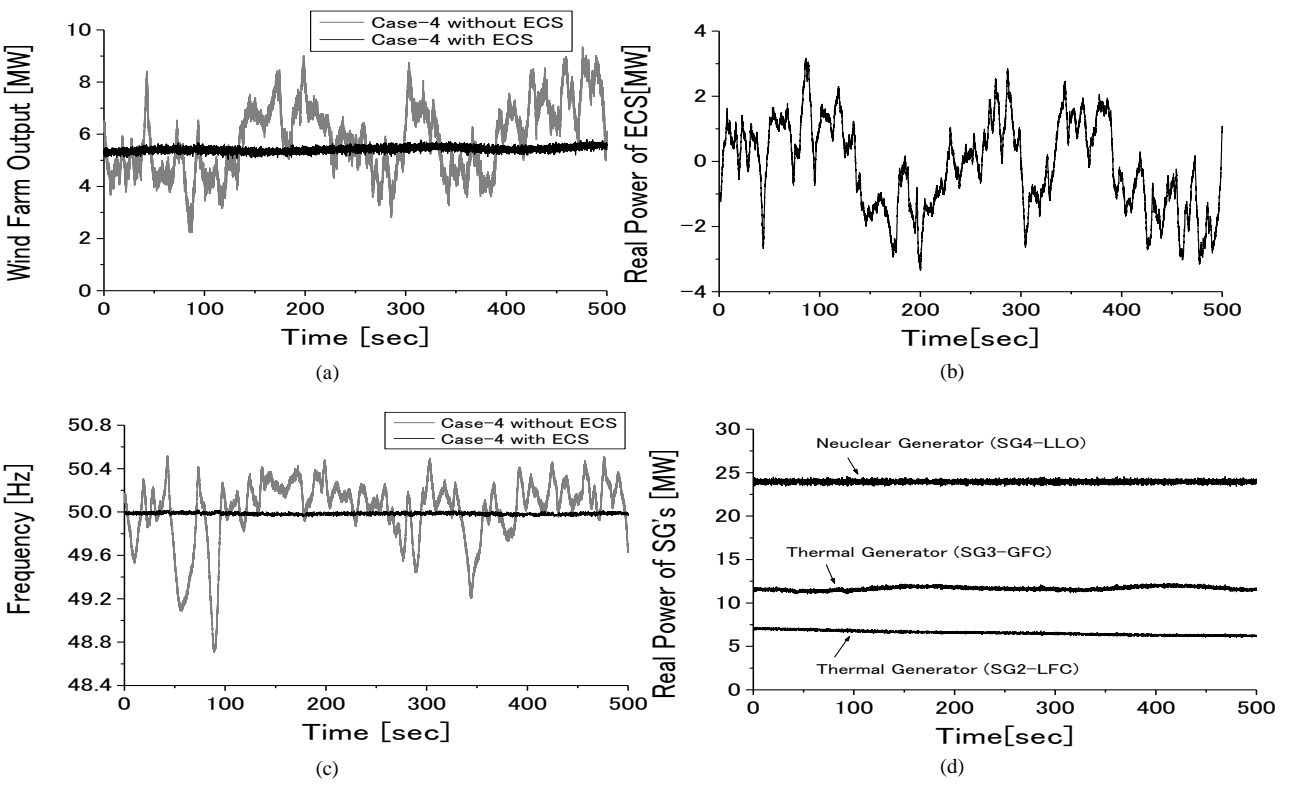 Case-4 without ECS
Case-4 with ECS
Wind Farm Output [MW]
10
8
6
4
2
0
0 100 200 300 400 500
Time [sec]
(a)
Real Power of ECS[MW]
4
2
0
−2
−4
0 100 200 300 400 500
Time[sec]
(b)
Case-4 without ECS
Case-4 with ECS
Frequency [Hz]
50.8
50.4
50.0
49.6
49.2
48.8
48.4
0 100 200 300 400 500
Time [sec]
(c)
Real Power of SG's [MW]
30
25
20
15
10
5
0
Neuclear Generator (SG4-LLO)
Thermal Generator (SG3-GFC)
Thermal Generator (SG2-LFC)
0 100 200 300 400 500
Time[sec]
(d)